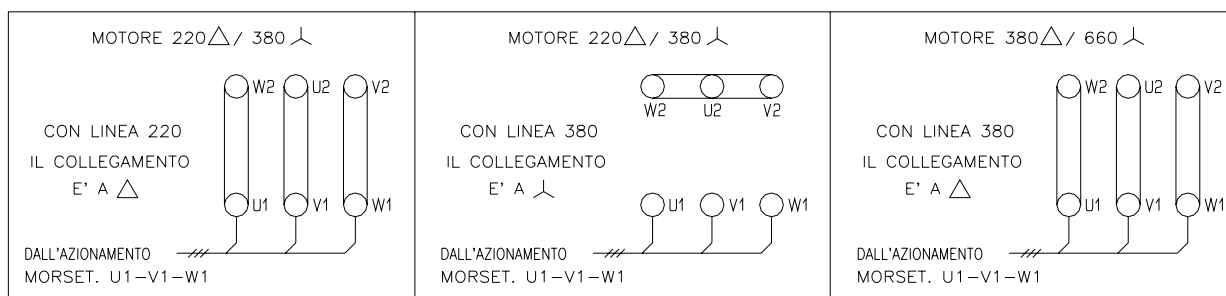 MOTORE 220△ / 380⅄
W2 U2 V2
CON LINEA 220
IL COLLEGAMENTO
E' A △
U1 V1 W1
DALL'AZIONAMENTO
MORSET. U1-V1-W1
MOTORE 220△ / 380⅄
W2 U2 V2
CON LINEA 380
IL COLLEGAMENTO
E' A ⅄
U1 V1 W1
DALL'AZIONAMENTO
MORSET. U1-V1-W1
MOTORE 380△ / 660⅄
W2 U2 V2
CON LINEA 380
IL COLLEGAMENTO
E' A △
U1 V1 W1
DALL'AZIONAMENTO
MORSET. U1-V1-W1